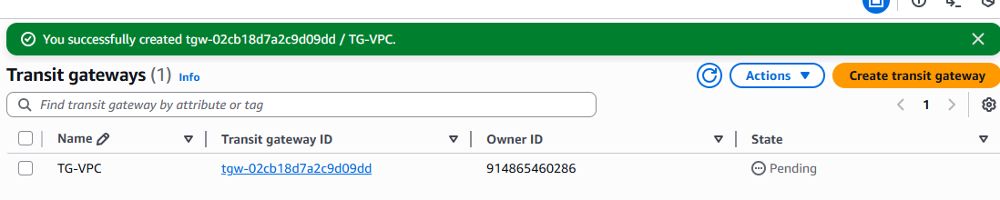 You successfully created tgw-02cb18d7a2c9d09dd / TG-VPC.
Transit gateways (1) Info
Actions
Create transit gateway
Find transit gateway by attribute or tag
1
Name
Transit gateway ID
Owner ID
State
TG-VPC
tgw-02cb18d7a2c9d09dd
914865460286
Pending